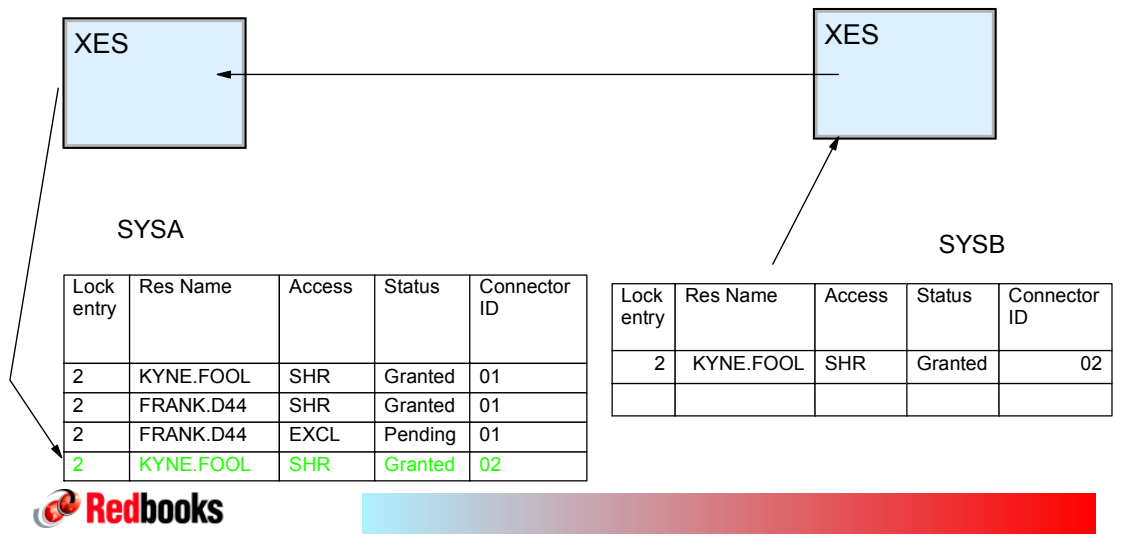 XES
XES
SYSA
SYSB
Lock entry Res Name Access Status Connector ID
2 KYNE.FOOL SHR Granted 01
2 FRANK.D44 SHR Granted 01
2 FRANK.D44 EXCL Pending 01
2 KYNE.FOOL SHR Granted 02
Lock entry Res Name Access Status Connector ID
2 KYNE.FOOL SHR Granted 02
Redbooks